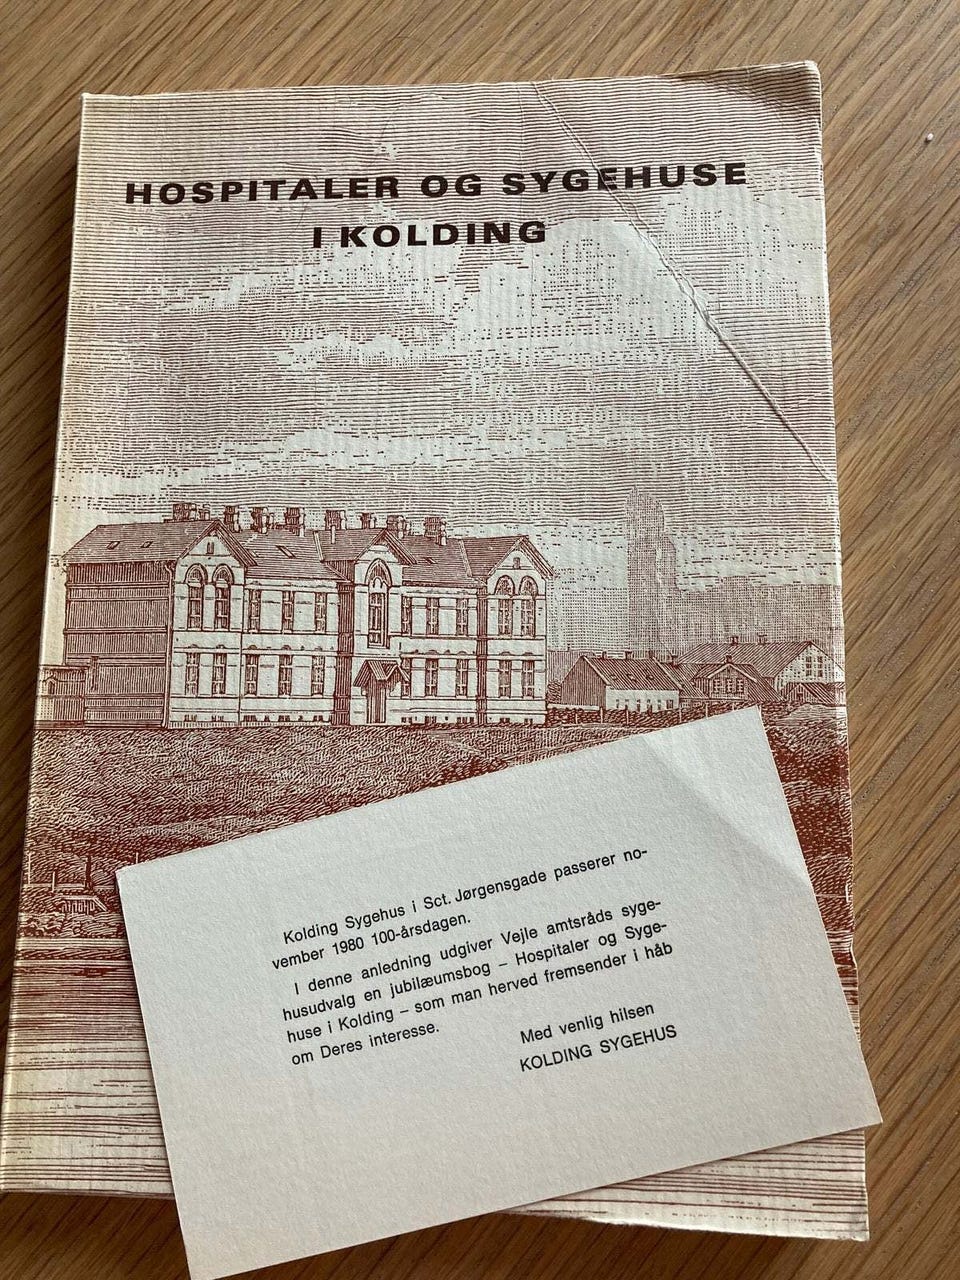 HOSPITALER OG SYGEHUSE
I KOLDING
Kolding Sygehus i Sct. Jørgensgade passerer no-
vember 1980 100-årsdagen.
I denne anledning udgiver Vejle amtsråds syge-
husudvalg en jubilæumsbog – Hospitaler og Syge-
huse i Kolding – som man herved fremsender i håb
om Deres interesse.
Med venlig hilsen
KOLDING SYGEHUS